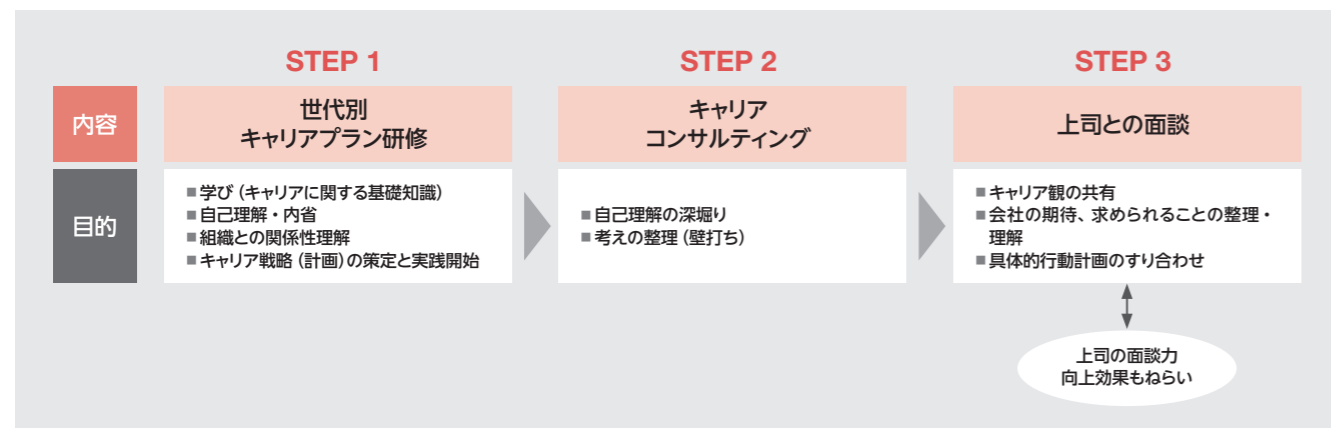 STEP 1
STEP 2
STEP 3
内容
世代別
キャリアプラン研修
キャリア
コンサルティング
上司との面談
目的
■学び（キャリアに関する基礎知識）
■自己理解・内省
■組織との関係性理解
■キャリア戦略（計画）の策定と実践開始
■自己理解の深堀り
■考えの整理（壁打ち）
■キャリア観の共有
■会社の期待、求められることの整理・
理解
■具体的行動計画のすり合わせ
上司の面談力
向上効果もねらい